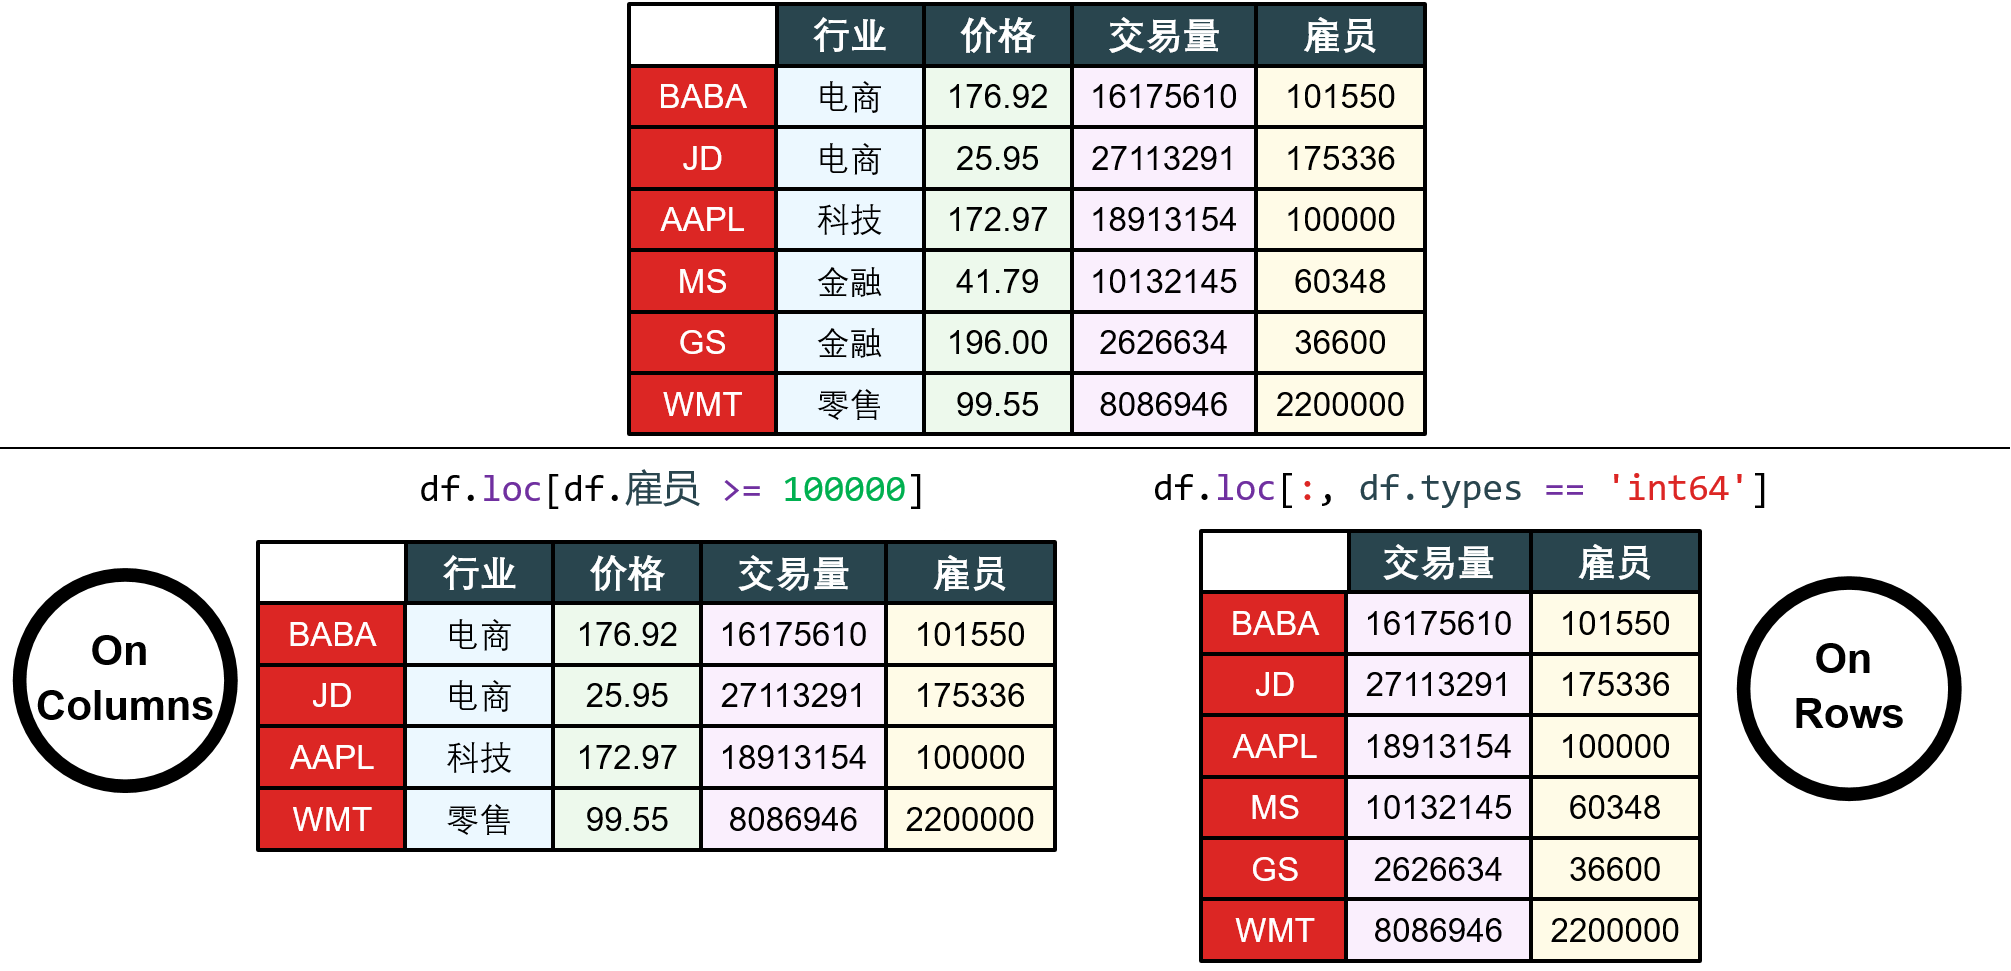 行业 价格 交易量 雇员
BABA 电商 176.92 16175610 101550
JD 电商 25.95 27113291 175336
AAPL 科技 172.97 18913154 100000
MS 金融 41.79 10132145 60348
GS 金融 196.00 2626634 36600
WMT 零售 99.55 8086946 2200000
df.loc[df.雇员 >= 100000]
On
Columns
行业 价格 交易量 雇员
BABA 电商 176.92 16175610 101550
JD 电商 25.95 27113291 175336
AAPL 科技 172.97 18913154 100000
WMT 零售 99.55 8086946 2200000
df.loc[:, df.types == 'int64']
交易量 雇员
BABA 16175610 101550
JD 27113291 175336
AAPL 18913154 100000
MS 10132145 60348
GS 2626634 36600
WMT 8086946 2200000
On
Rows